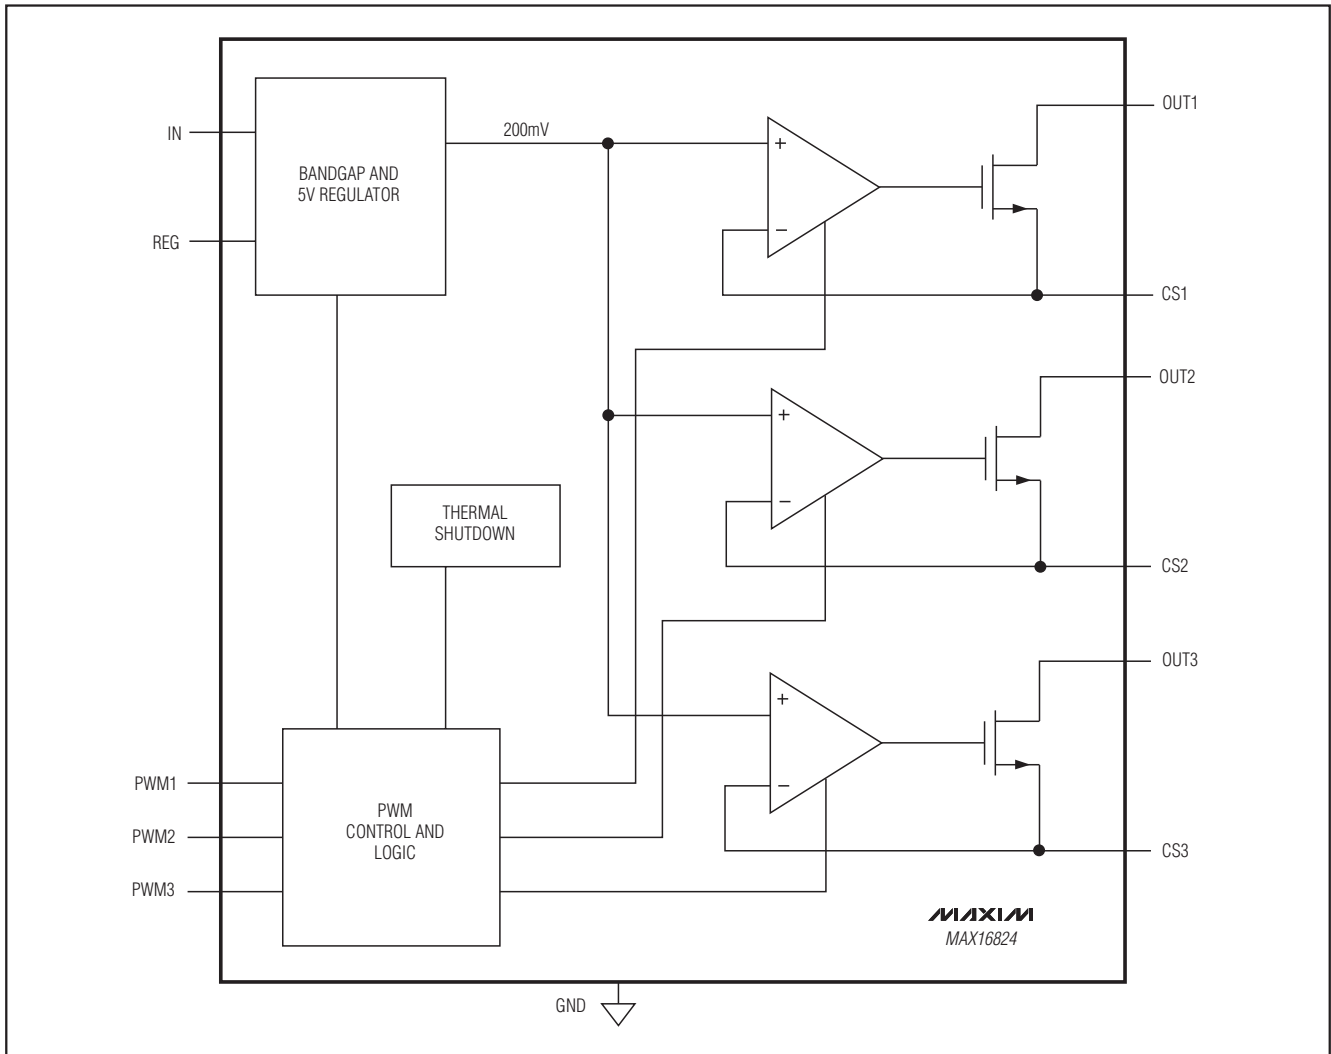 IN
REG
BANDGAP AND
5V REGULATOR
200mV
+
−
OUT1
CS1
+
−
OUT2
CS2
THERMAL
SHUTDOWN
+
−
OUT3
CS3
PWM1
PWM2
PWM3
PWM
CONTROL AND
LOGIC
MAXIM
MAX16824
GND